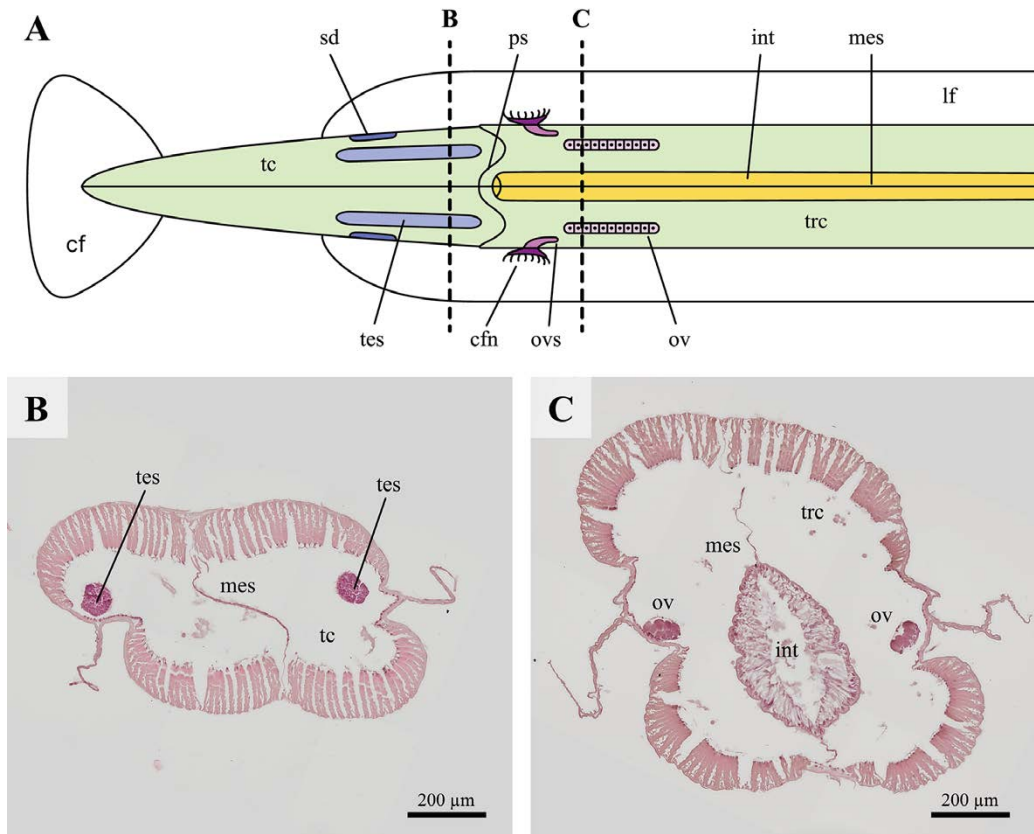 A
B
C
sd
ps
int
mes
lf
tc
cf
trc
tes
cfn
ovs
ov
B
tes
tes
mes
tc
200 µm
C
trc
mes
ov
ov
int
200 µm